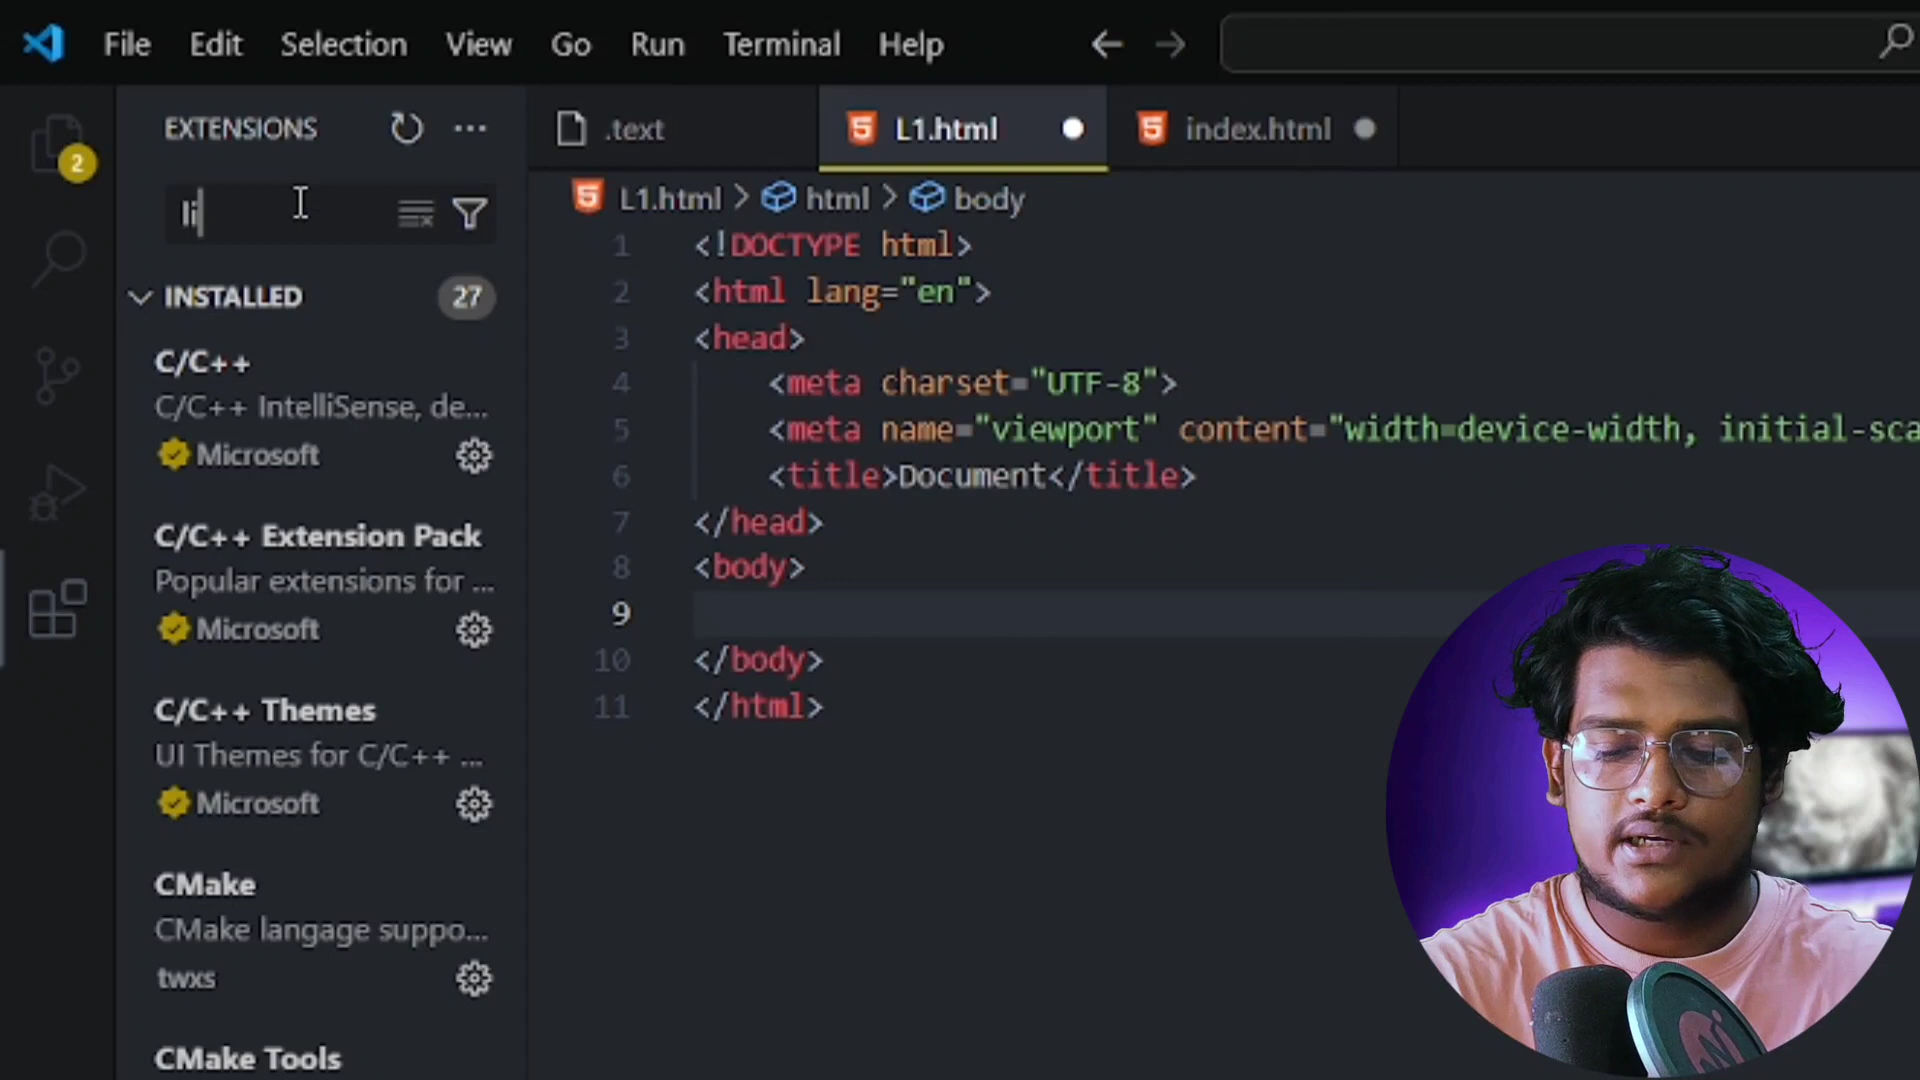 File Edit Selection View Go Run Terminal Help
EXTENSIONS
li
INSTALLED 27
C/C++
C/C++ IntelliSense, de...
Microsoft
C/C++ Extension Pack
Popular extensions for ...
Microsoft
C/C++ Themes
UI Themes for C/C++ ...
Microsoft
CMake
CMake langage suppo...
twxs
CMake Tools
2
.text L1.html index.html
L1.html > html > body
1 <!DOCTYPE html>
2 <html lang="en">
3 <head>
4 <meta charset="UTF-8">
5 <meta name="viewport" content="width=device-width, initial-sca
6 <title>Document</title>
7 </head>
8 <body>
9
10 </body>
11 </html>